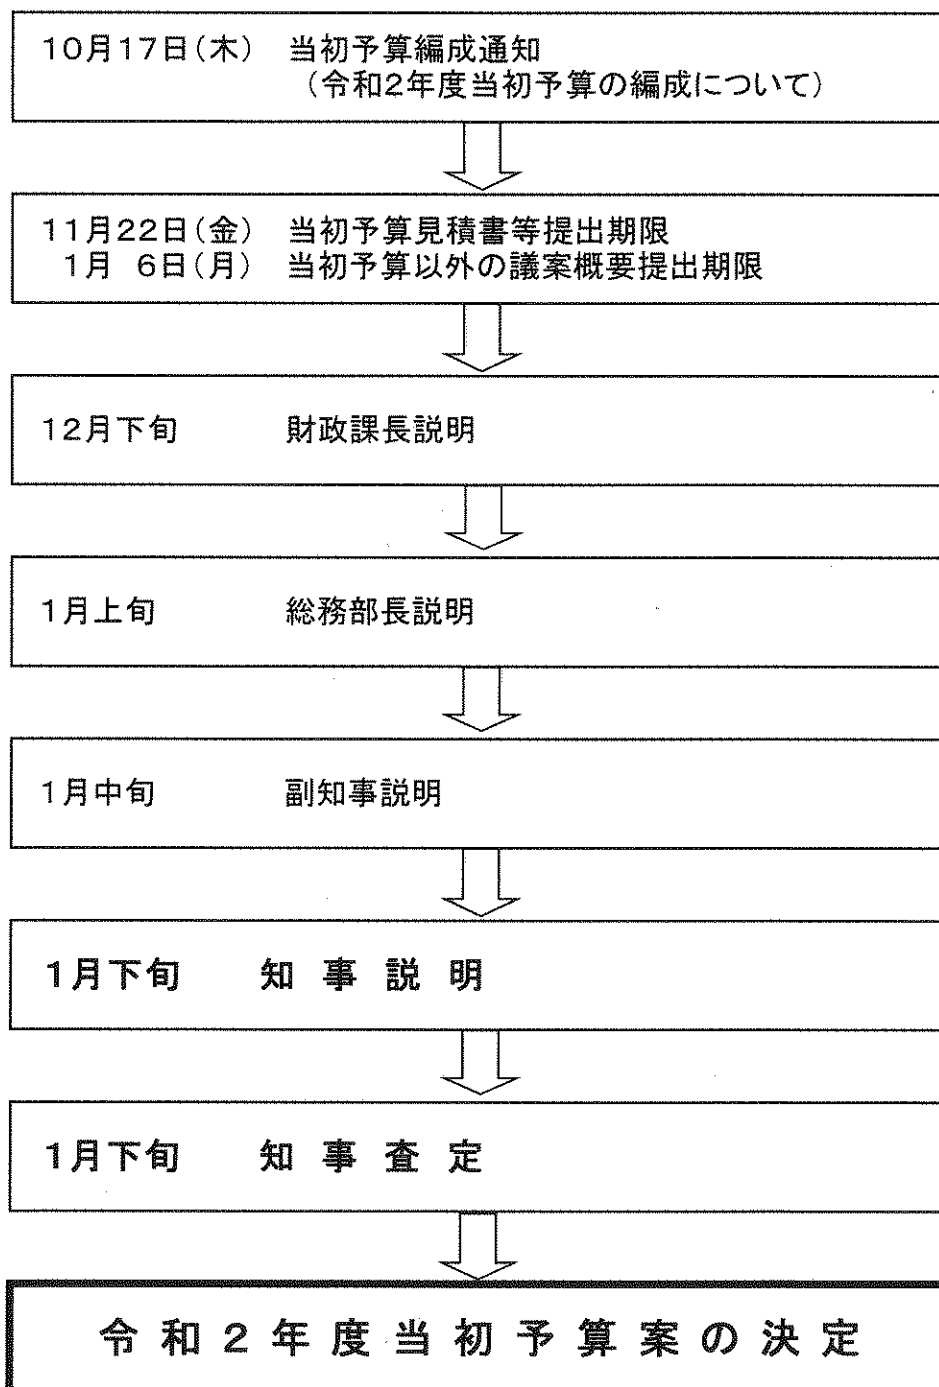 10月17日(木) 当初予算編成通知
(令和2年度当初予算の編成について)
11月22日(金) 当初予算見積書等提出期限
1月 6日(月) 当初予算以外の議案概要提出期限
12月下旬 財政課長説明
1月上旬 総務部長説明
1月中旬 副知事説明
1月下旬 知事説明
1月下旬 知事査定
令和2年度当初予算案の決定